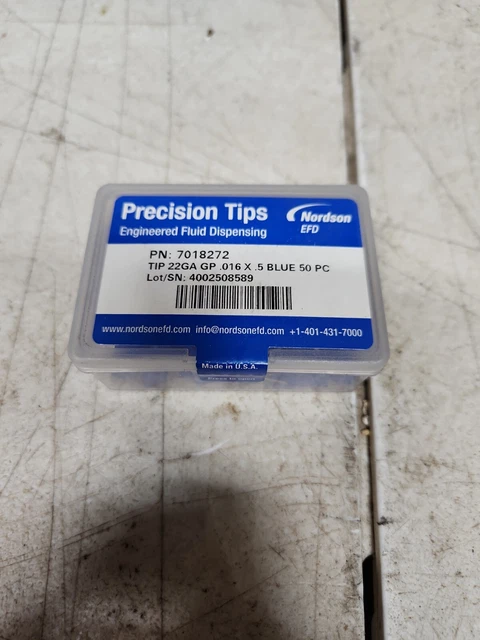 Precision Tips
Engineered Fluid Dispensing
Nordson
EFD
PN: 7018272
TIP 22GA GP .016 X .5 BLUE 50 PC
Lot/SN: 4002508589
www.nordsonefd.com info@nordsonefd.com +1-401-431-7000
Made in U.S.A.